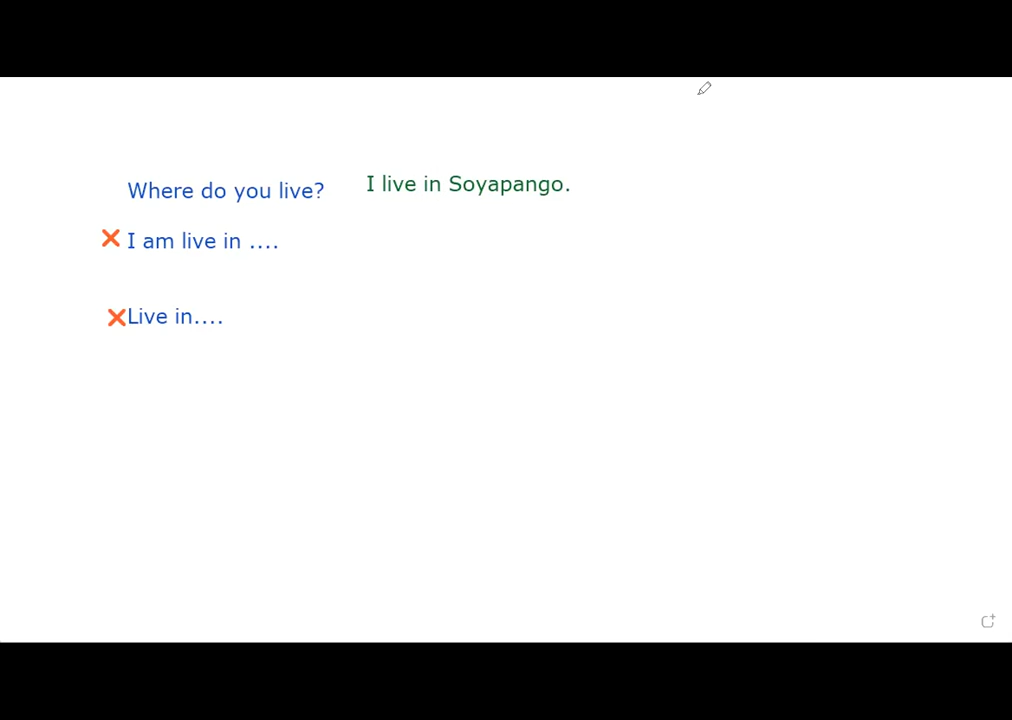 Where do you live? I live in Soyapango.
❌ I am live in ....
❌Live in....